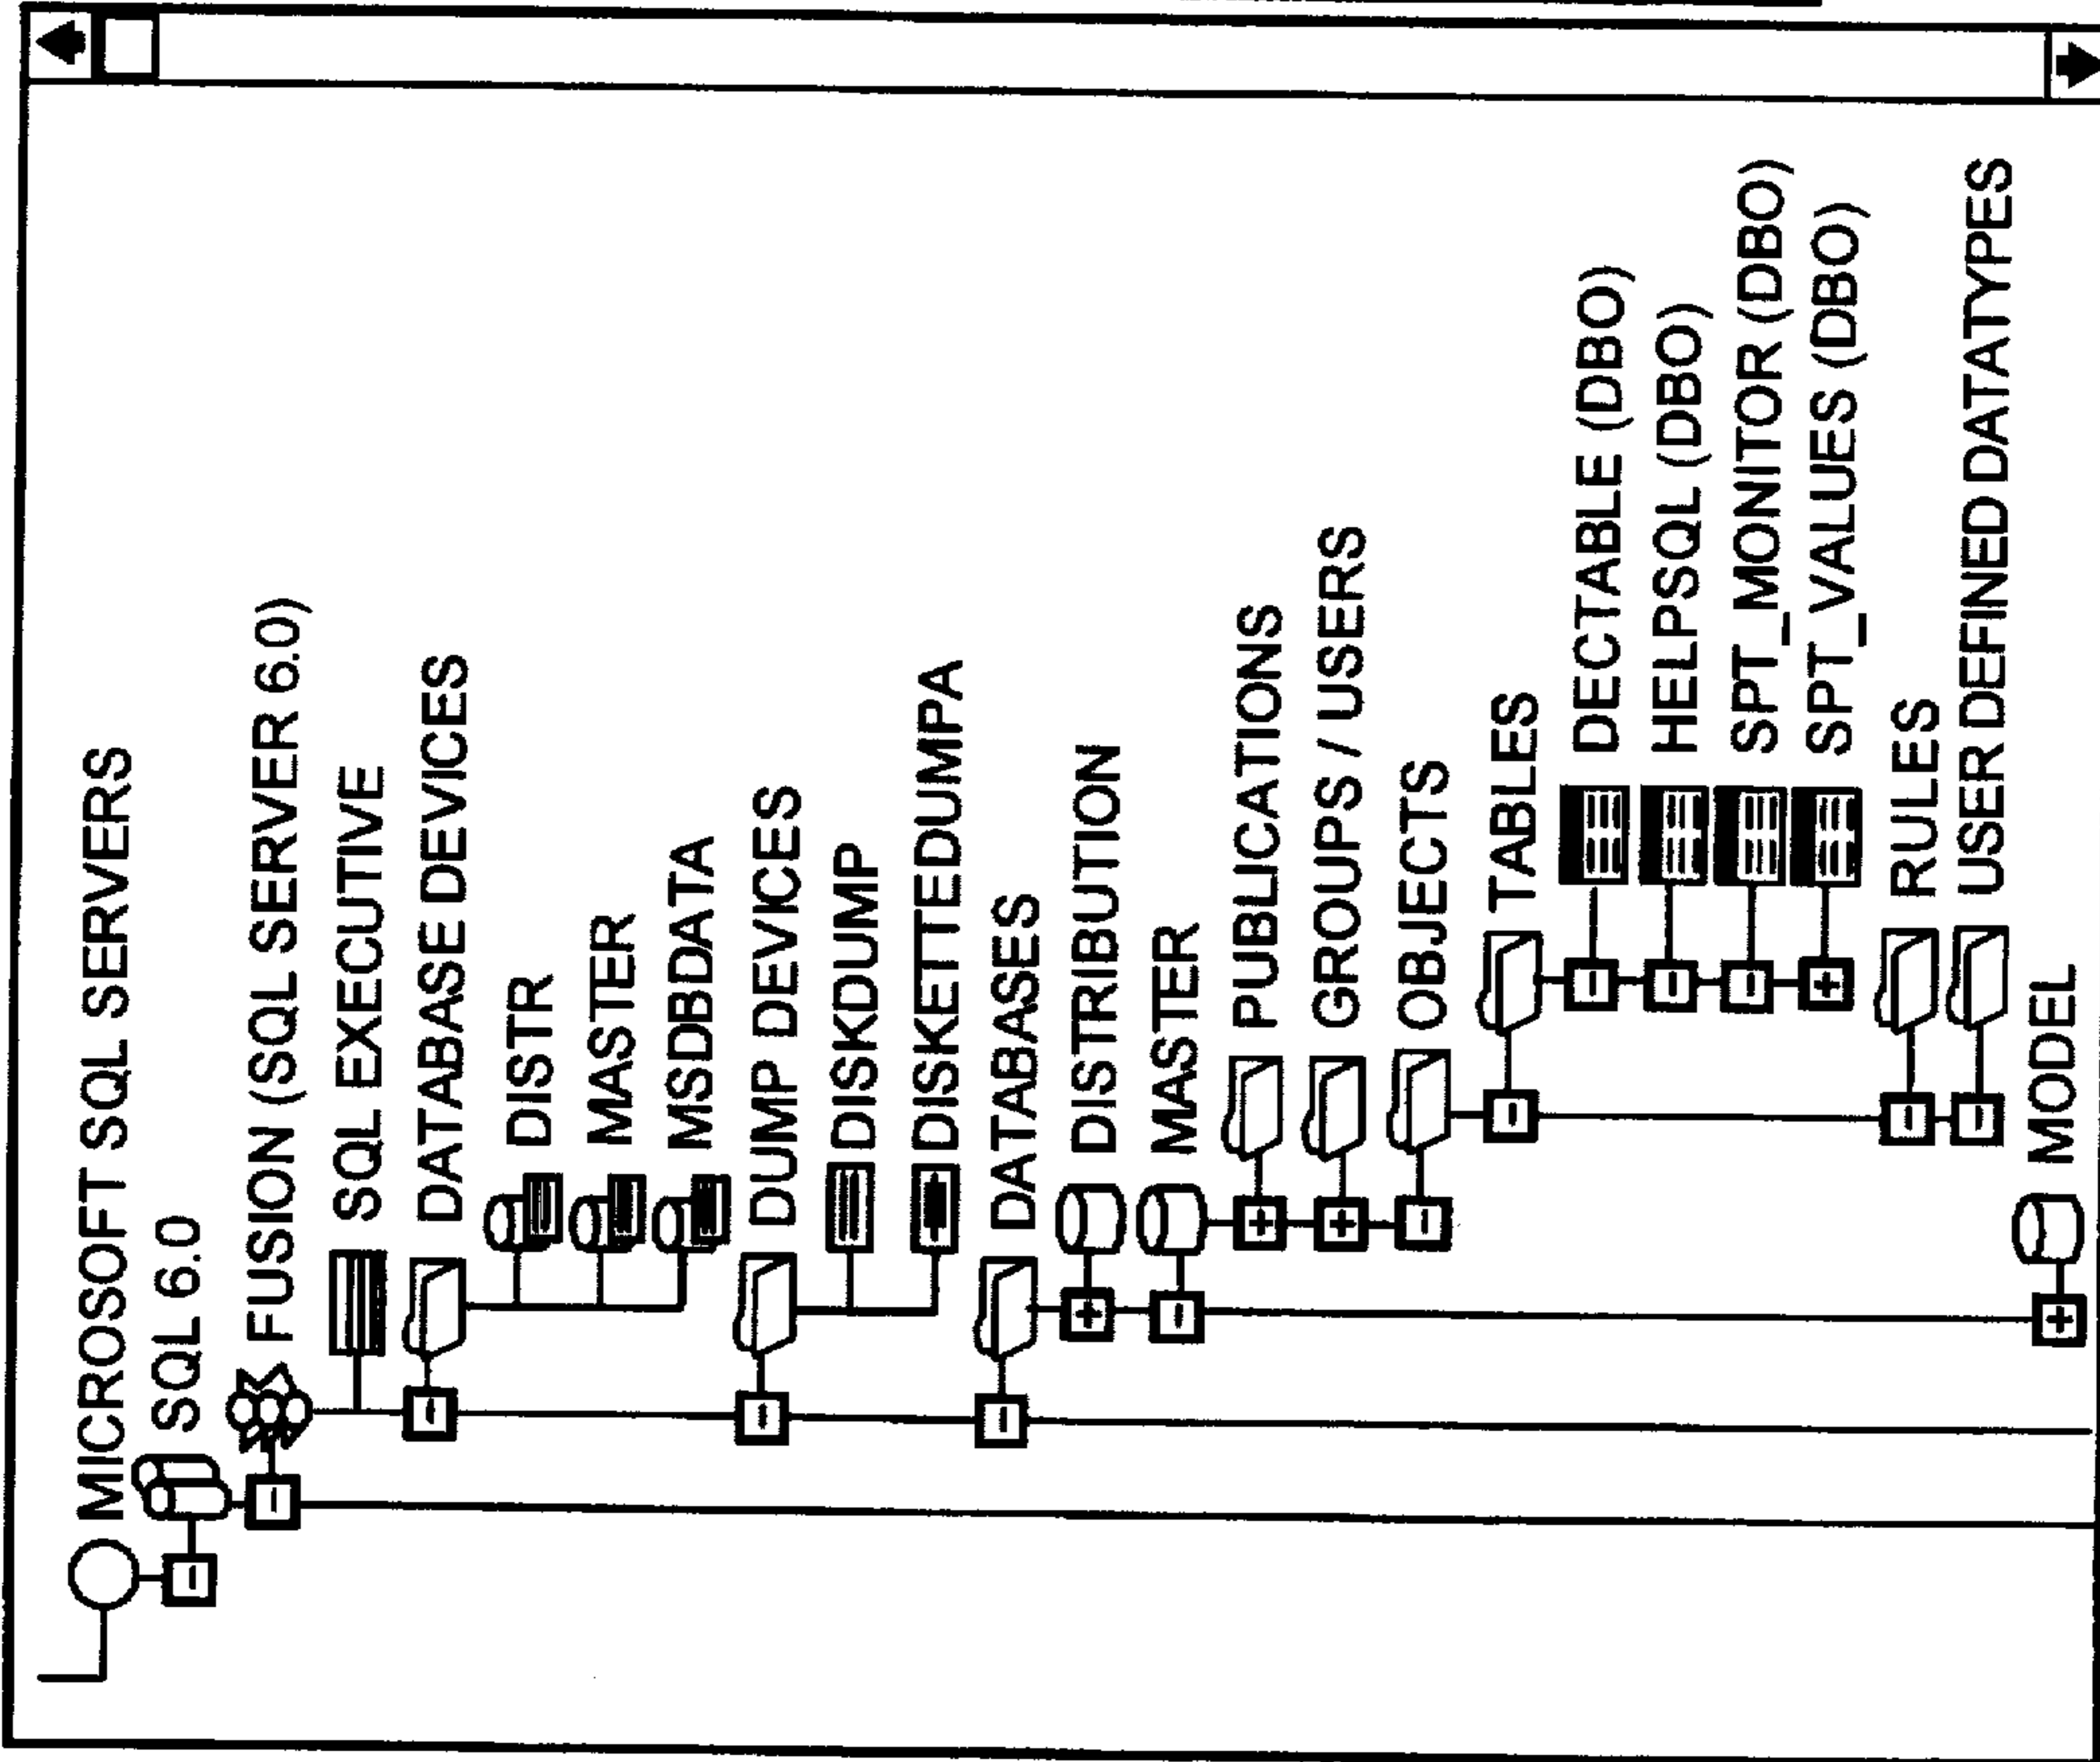 MICROSOFT SQL SERVERS
SQL 6.0
FUSION (SQL SERVER 6.0)
SQL EXECUTIVE
DATABASE DEVICES
DISTR
MASTER
MSDBDATA
DUMP DEVICES
DISKDUMP
DISKETTEDUMPA
DATABASES
DISTRIBUTION
MASTER
PUBLICATIONS
GROUPS / USERS
OBJECTS
TABLES
DECTABLE (DBO)
HELPSQL (DBO)
SPT_MONITOR (DBO)
SPT_VALUES (DBO)
RULES
USER DEFINED DATATYPES
MODEL